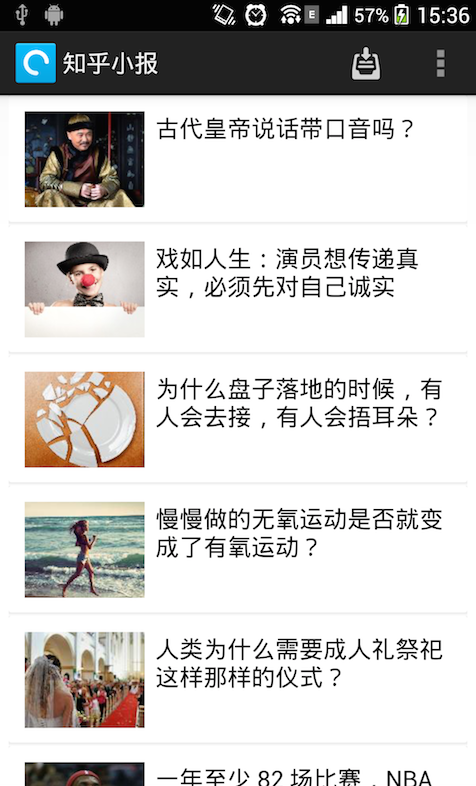 E 57% 15:36
知乎小报
古代皇帝说话带口音吗？
戏如人生：演员想传递真
实，必须先对自己诚实
为什么盘子落地的时候，有
人会去接，有人会捂耳朵？
慢慢做的无氧运动是否就变
成了有氧运动？
人类为什么需要成人礼祭祀
这样那样的仪式？
一年至少 82 场比赛，NBA